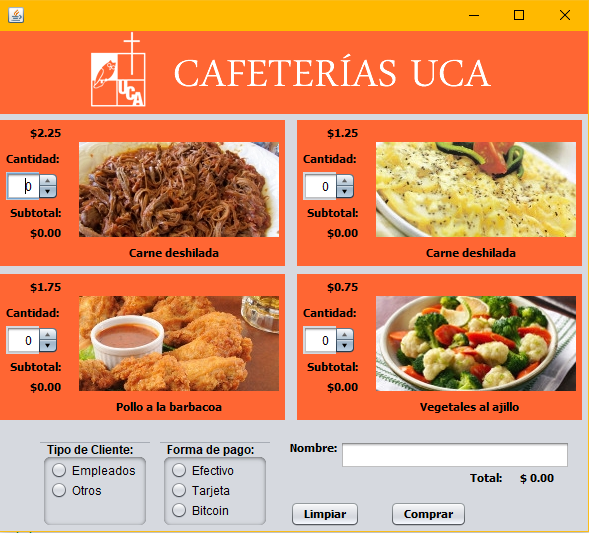 UCA
CAFETERÍAS UCA
$2.25
Cantidad:
0
Subtotal:
$0.00
Carne deshilada
$1.25
Cantidad:
0
Subtotal:
$0.00
Carne deshilada
$1.75
Cantidad:
0
Subtotal:
$0.00
Pollo a la barbacoa
$0.75
Cantidad:
0
Subtotal:
$0.00
Vegetales al ajillo
Tipo de Cliente:
Empleados
Otros
Forma de pago:
Efectivo
Tarjeta
Bitcoin
Nombre:
Total: $ 0.00
Limpiar
Comprar